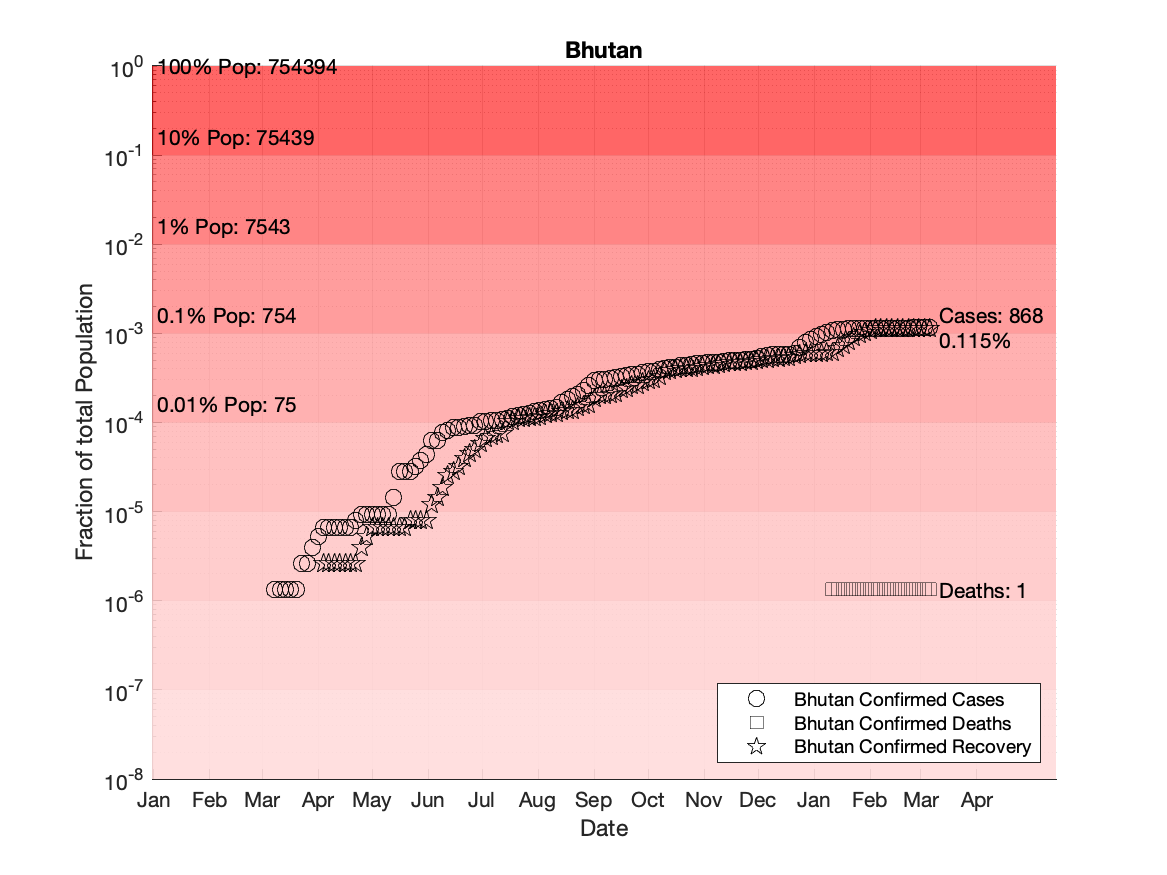 Bhutan
10^0
100% Pop: 754394
10% Pop: 75439
10^-1
1% Pop: 7543
10^-2
0.1% Pop: 754
Cases: 868
10^-3
0.115%
0.01% Pop: 75
10^-4
10^-5
10^-6
Deaths: 1
10^-7
10^-8
Fraction of total Population
Bhutan Confirmed Cases
Bhutan Confirmed Deaths
Bhutan Confirmed Recovery
Jan Feb Mar Apr May Jun Jul Aug Sep Oct Nov Dec Jan Feb Mar Apr
Date